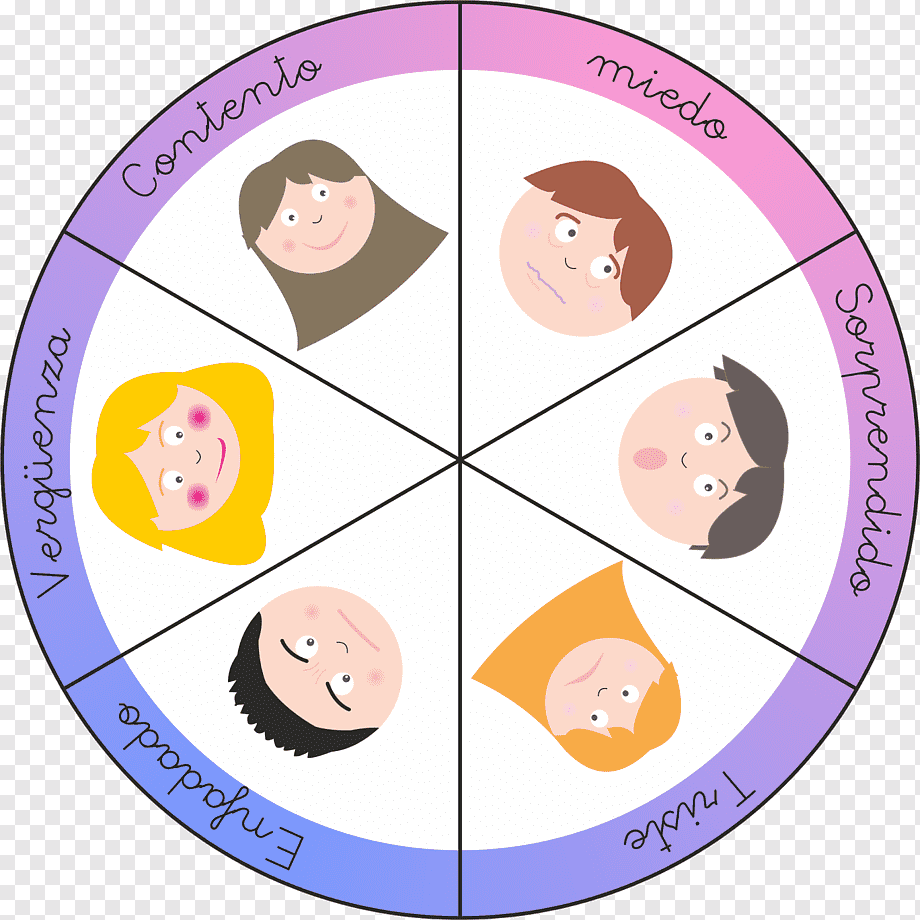 Contento
miedo
Sorprendido
Triste
Enfadado
Vergüenza